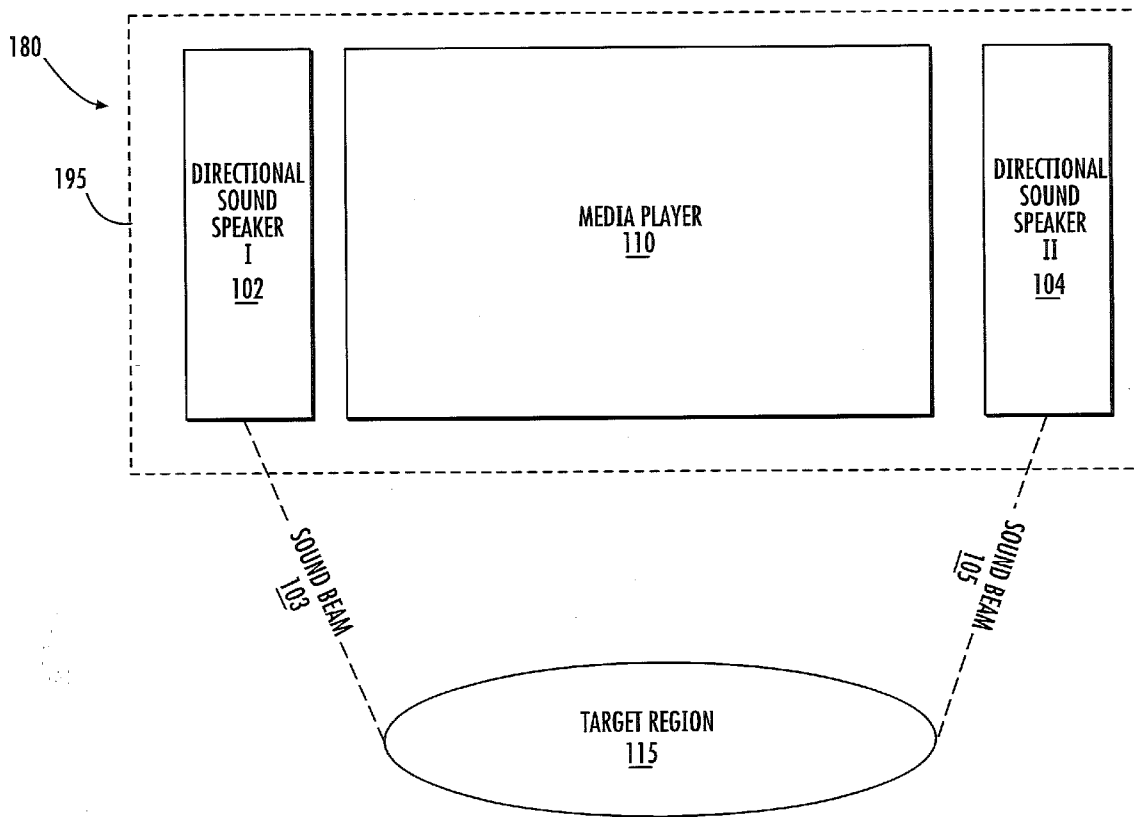 180
195
DIRECTIONAL
SOUND
SPEAKER
I
102
MEDIA PLAYER
110
DIRECTIONAL
SOUND
SPEAKER
II
104
SOUND BEAM
103
SOUND BEAM
105
TARGET REGION
115